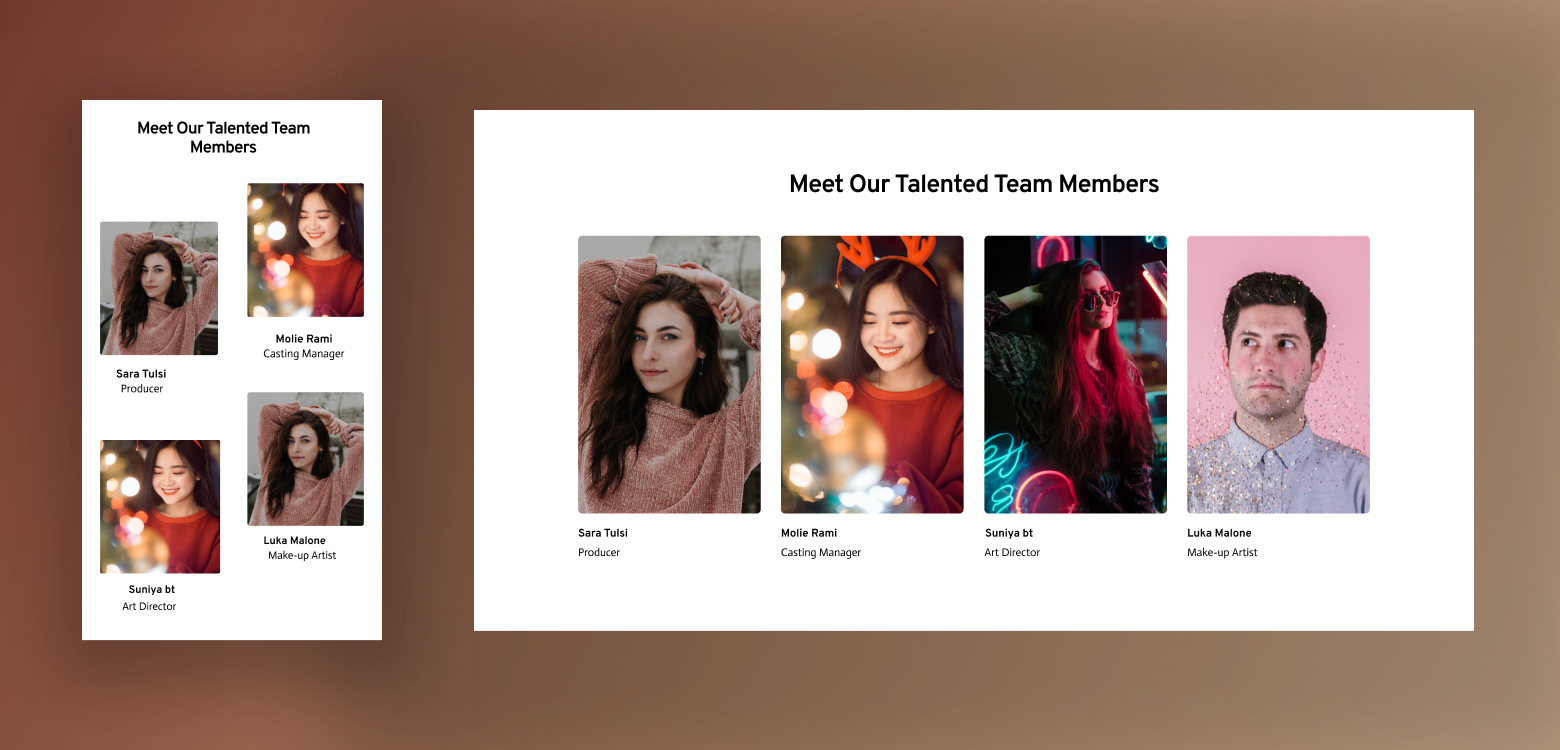 Meet Our Talented Team
Members
Molie Rami
Casting Manager
Sara Tulsi
Producer
Luka Malone
Make-up Artist
Suniya bt
Art Director
Meet Our Talented Team Members
Sara Tulsi
Producer
Molie Rami
Casting Manager
Suniya bt
Art Director
Luka Malone
Make-up Artist